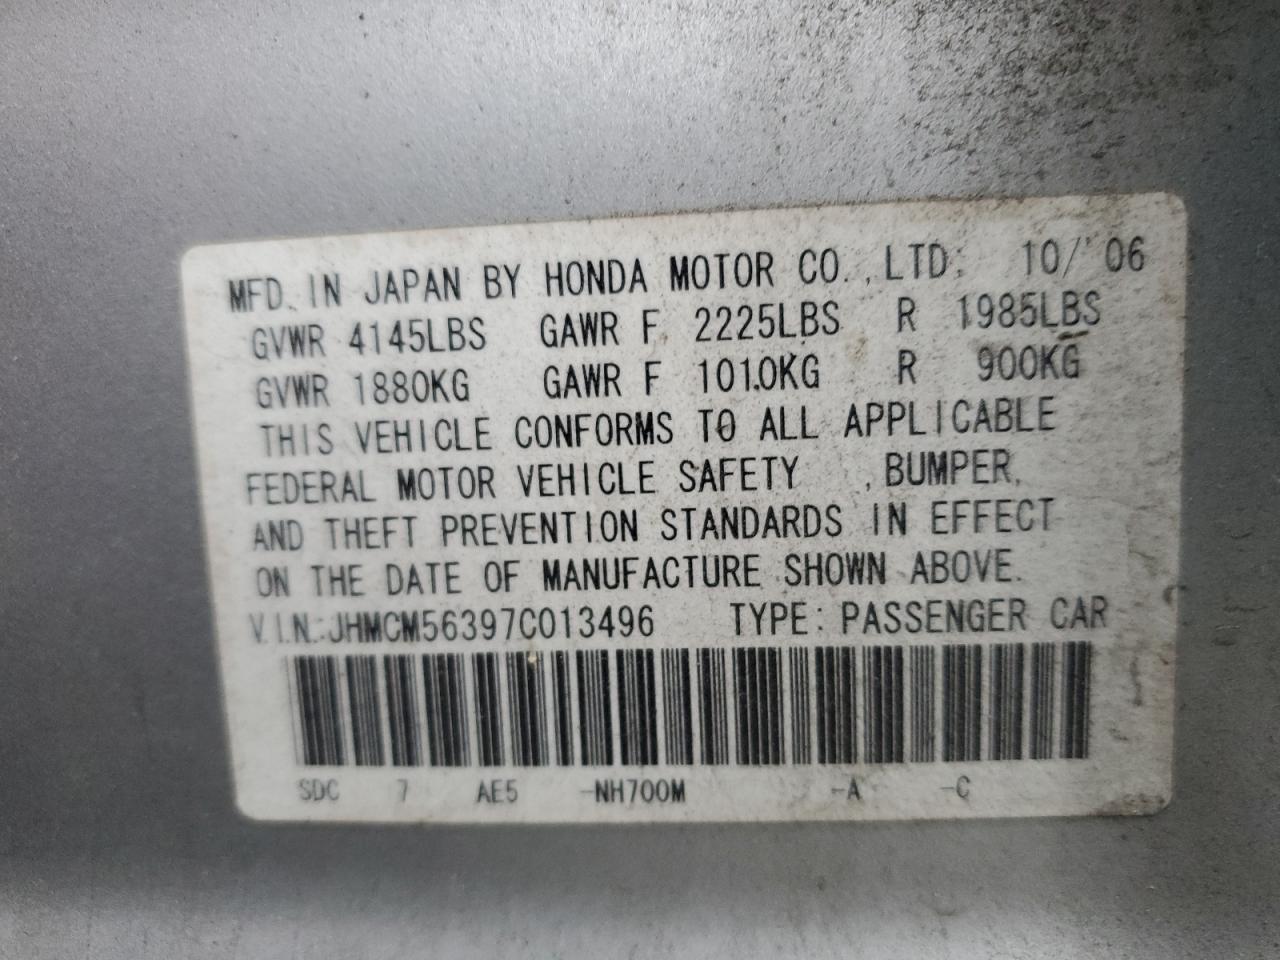 MFD. IN JAPAN BY HONDA MOTOR CO., LTD. 10/'06
GVWR 4145LBS GAWR F 2225LBS R 1985LBS
GVWR 1880KG GAWR F 1010KG R 900KG
THIS VEHICLE CONFORMS TO ALL APPLICABLE
FEDERAL MOTOR VEHICLE SAFETY , BUMPER,
AND THEFT PREVENTION STANDARDS IN EFFECT
ON THE DATE OF MANUFACTURE SHOWN ABOVE.
V.I.N.:JHMCM56397C013496 TYPE: PASSENGER CAR
SDC 7 AE5 -NH700M -A -C